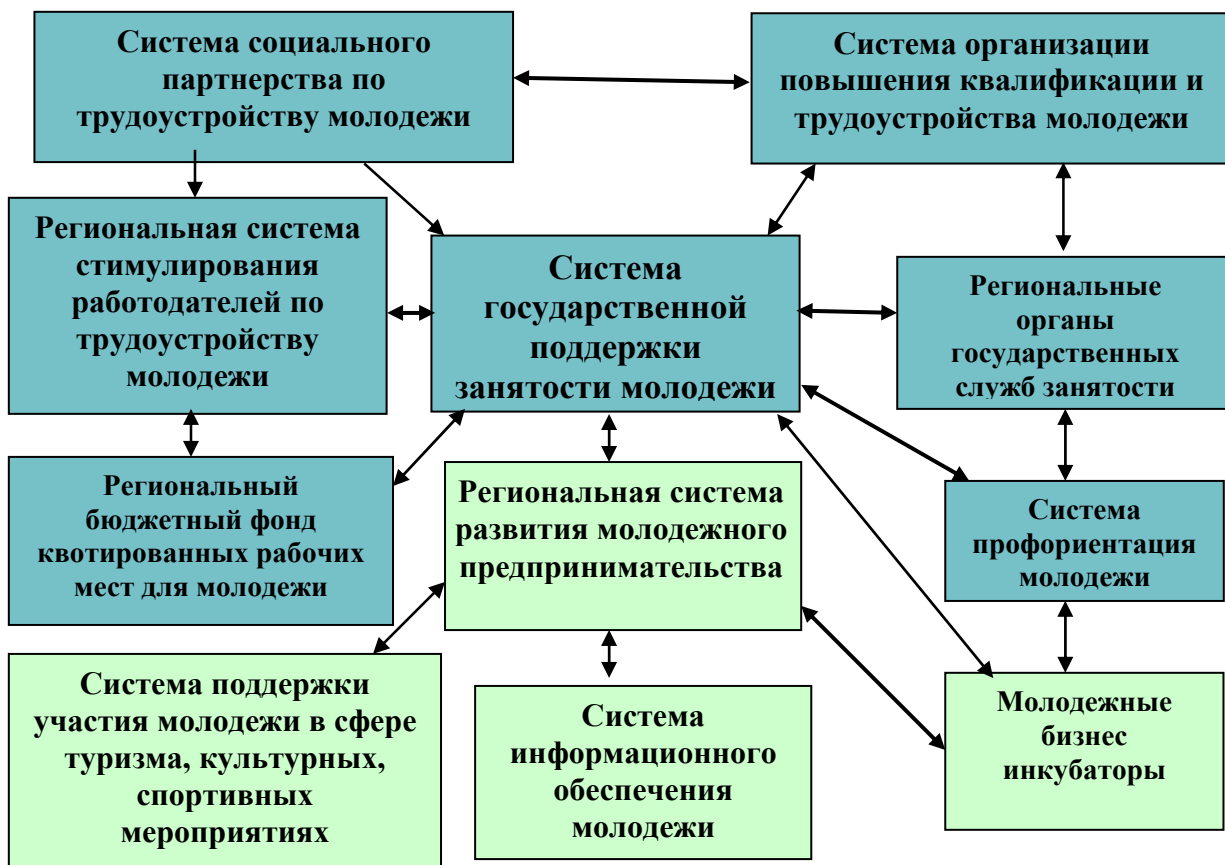 Система социального
партнерства по
трудоустройству молодежи
Система организации
повышения квалификации и
трудоустройства молодежи
Региональная система
стимулирования
работодателей по
трудоустройству
молодежи
Система
государственной
поддержки
занятости молодежи
Региональные
органы
государственных
служб занятости
Региональный
бюджетный фонд
квотированных рабочих
мест для молодежи
Региональная система
развития молодежного
предпринимательства
Система
профориентация
молодежи
Система поддержки
участия молодежи в сфере
туризма, культурных,
спортивных
мероприятиях
Система
информационного
обеспечения
молодежи
Молодежные
бизнес
инкубаторы